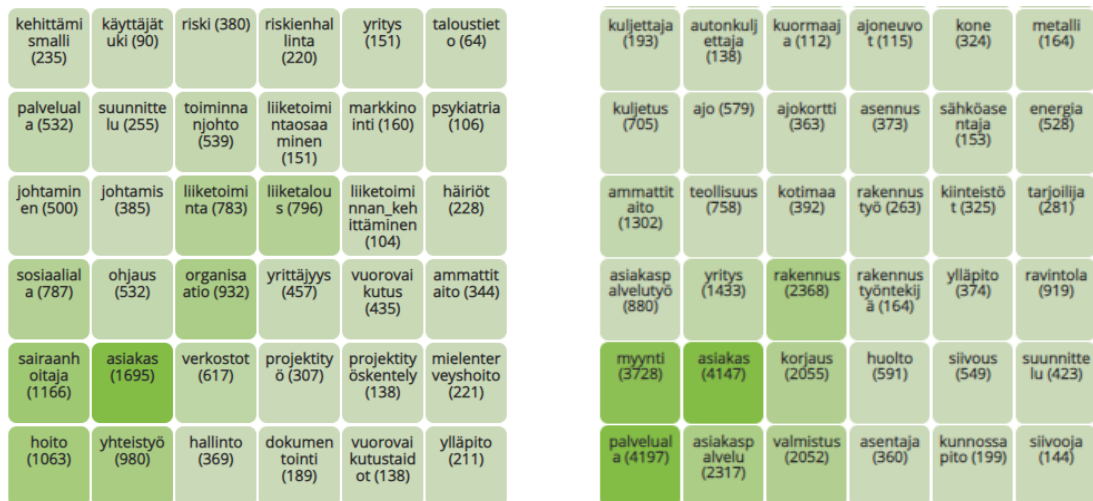 kehittämi
smalli
(235)
käyttäjät
uki (90)
riski (380)
riskienhal
linta
(220)
yritys
(151)
taloustiet
o (64)
palvelual
a (532)
suunnitte
lu (255)
toiminna
njohto
(539)
liiketoimi
ntaosaa
minen
(151)
markkino
inti (160)
psykiatria
(106)
johtamin
en (500)
johtamis
(385)
liiketoimi
nta (783)
liiketalou
s (796)
liiketoimi
nnan_keh
ittäminen
(104)
häiriöt
(228)
sosiaalial
a (787)
ohjaus
(532)
organisa
atio (932)
yrittäjyys
(457)
vuorovai
kutus
(435)
ammattit
aito (344)
sairaanh
oitaja
(1166)
asiakas
(1695)
verkostot
(617)
projektity
ö (307)
projektity
öskentely
(138)
mielenter
veyshoito
(221)
hoito
(1063)
yhteistyö
(980)
hallinto
(369)
dokumen
tointi
(189)
vuorovai
kutustaid
ot (138)
ylläpito
(211)
kuljettaja
(193)
autonkulj
ettaja
(138)
kuormaaj
a (112)
ajoneuvo
t (115)
kone
(324)
metalli
(164)
kuljetus
(705)
ajo (579)
ajokortti
(363)
asennus
(373)
sähköase
ntaja
(153)
energia
(528)
ammattit
aito
(1302)
teollisuus
(758)
kotimaa
(392)
rakennus
työ (263)
kiinteistö
t (325)
tarjoilija
(281)
asiakasp
alvelutyö
(880)
yritys
(1433)
rakennus
(2368)
rakennus
työntekij
ä (164)
ylläpito
(374)
ravintola
(919)
myynti
(3728)
asiakas
(4147)
korjaus
(2055)
huolto
(591)
siivous
(549)
suunnitte
lu (423)
palvelual
a (4197)
asiakasp
alvelu
(2317)
valmistus
(2052)
asentaja
(360)
kunnossa
pito (199)
siivooja
(144)